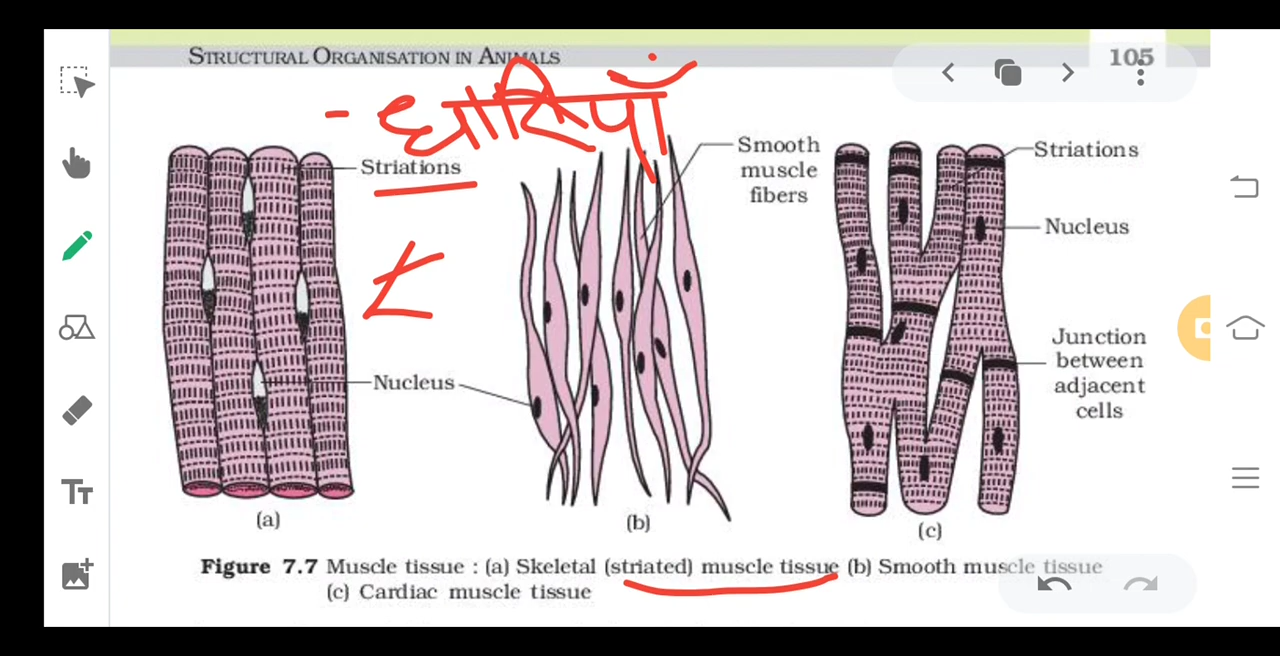 STRUCTURAL ORGANISATION IN ANIMALS
105
- धारियाँ
Striations
Nucleus
Smooth
muscle
fibers
Striations
Nucleus
Junction
between
adjacent
cells
(a)
(b)
(c)
Figure 7.7 Muscle tissue : (a) Skeletal (striated) muscle tissue (b) Smooth muscle tissue
(c) Cardiac muscle tissue